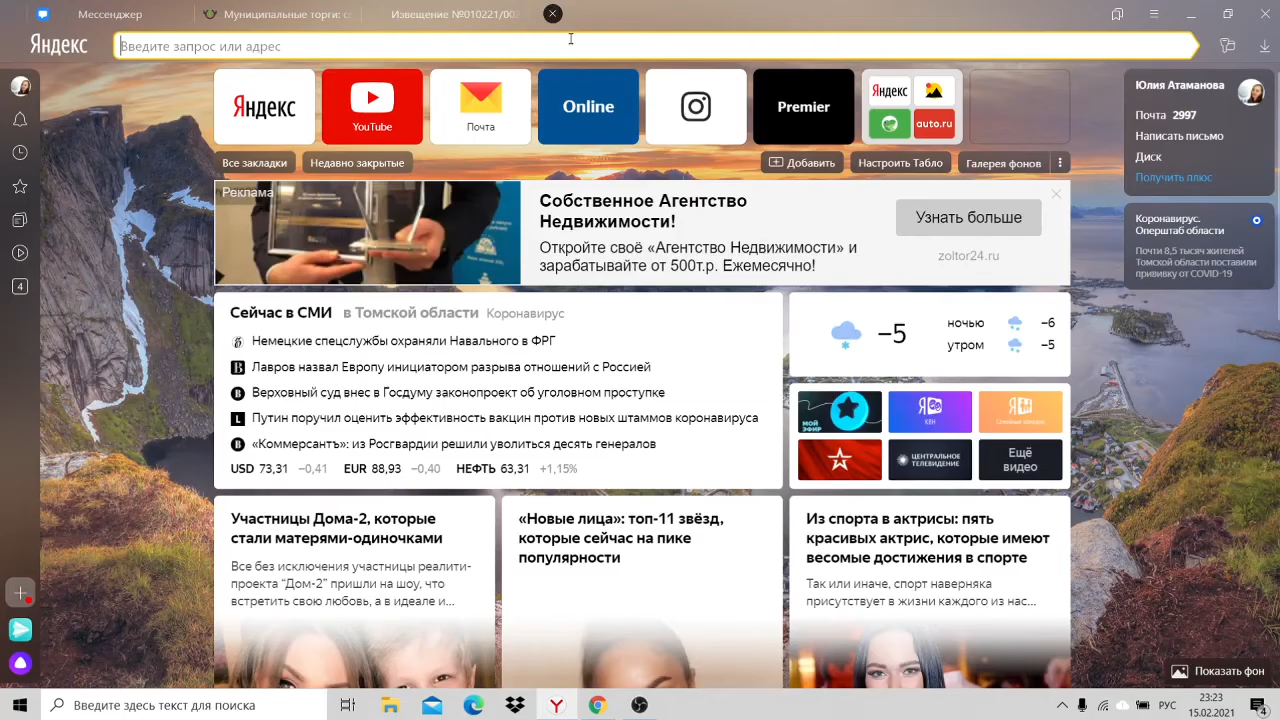 Мессенджер
Муниципальные торги: с
Извещение №010221/002
Яндекс
Введите запрос или адрес
Яндекс
YouTube
Почта
Online
Premier
Яндекс
auto.ru
Все закладки
Недавно закрытые
Добавить
Настроить Табло
Галерея фонов
Юлия Атаманова
Почта 2997
Написать письмо
Диск
Получить плюс
Коронавирус.
Оперштаб области
Почти 8,5 тысяч жителей
Томской области поставили
прививку от COVID-19
4
Реклама
Собственное Агентство
Недвижимости!
Откройте своё «Агентство Недвижимости» и
зарабатывайте от 500т.р. Ежемесячно!
Узнать больше
zoltor24.ru
Сейчас в СМИ в Томской области Коронавирус
Немецкие спецслужбы охраняли Навального в ФРГ
Лавров назвал Европу инициатором разрыва отношений с Россией
Верховный суд внес в Госдуму законопроект об уголовном проступке
Путин поручил оценить эффективность вакцин против новых штаммов коронавируса
«Коммерсантъ»: из Росгвардии решили уволиться десять генералов
USD 73,31 −0,41 EUR 88,93 −0,40 НЕФТЬ 63,31 +1,15%
−5
ночью −6
утром −5
МОЙ
ЭФИР
КВН
ЦЕНТРАЛЬНОЕ
ТЕЛЕВИДЕНИЕ
Ещё
видео
Участницы Дома-2, которые
стали матерями-одиночками
Все без исключения участницы реалити-
проекта “Дом-2” пришли на шоу, что
встретить свою любовь, а в идеале и...
«Новые лица»: топ-11 звёзд,
которые сейчас на пике
популярности
Из спорта в актрисы: пять
красивых актрис, которые имеют
весомые достижения в спорте
Так или иначе, спорт наверняка
присутствует в жизни каждого из нас...
Показать фон
Введите здесь текст для поиска
РУС
23:23
15.02.2021
4